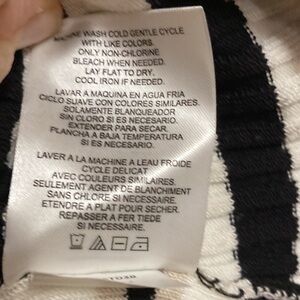 MACHINE WASH COLD GENTLE CYCLE
WITH LIKE COLORS.
ONLY NON-CHLORINE
BLEACH WHEN NEEDED.
LAY FLAT TO DRY.
COOL IRON IF NEEDED.
LAVAR A MAQUINA EN AGUA FRIA
CICLO SUAVE CON COLORES SIMILARES.
SOLAMENTE BLANQUEADOR
SIN CLORO SI ES NECESARIO.
EXTENDER PARA SECAR.
PLANCHA A BAJA TEMPERATURA
SI ES NECESARIO.
LAVER A LA MACHINE A L'EAU FROIDE
CYCLE DELICAT
AVEC COULEURS SIMILAIRES.
SEULEMENT AGENT DE BLANCHIMENT
SANS CHLORE SI NECESSAIRE.
ETENDRE A PLAT POUR SECHER.
REPASSER A FER TIEDE
SI NECESSAIRE.